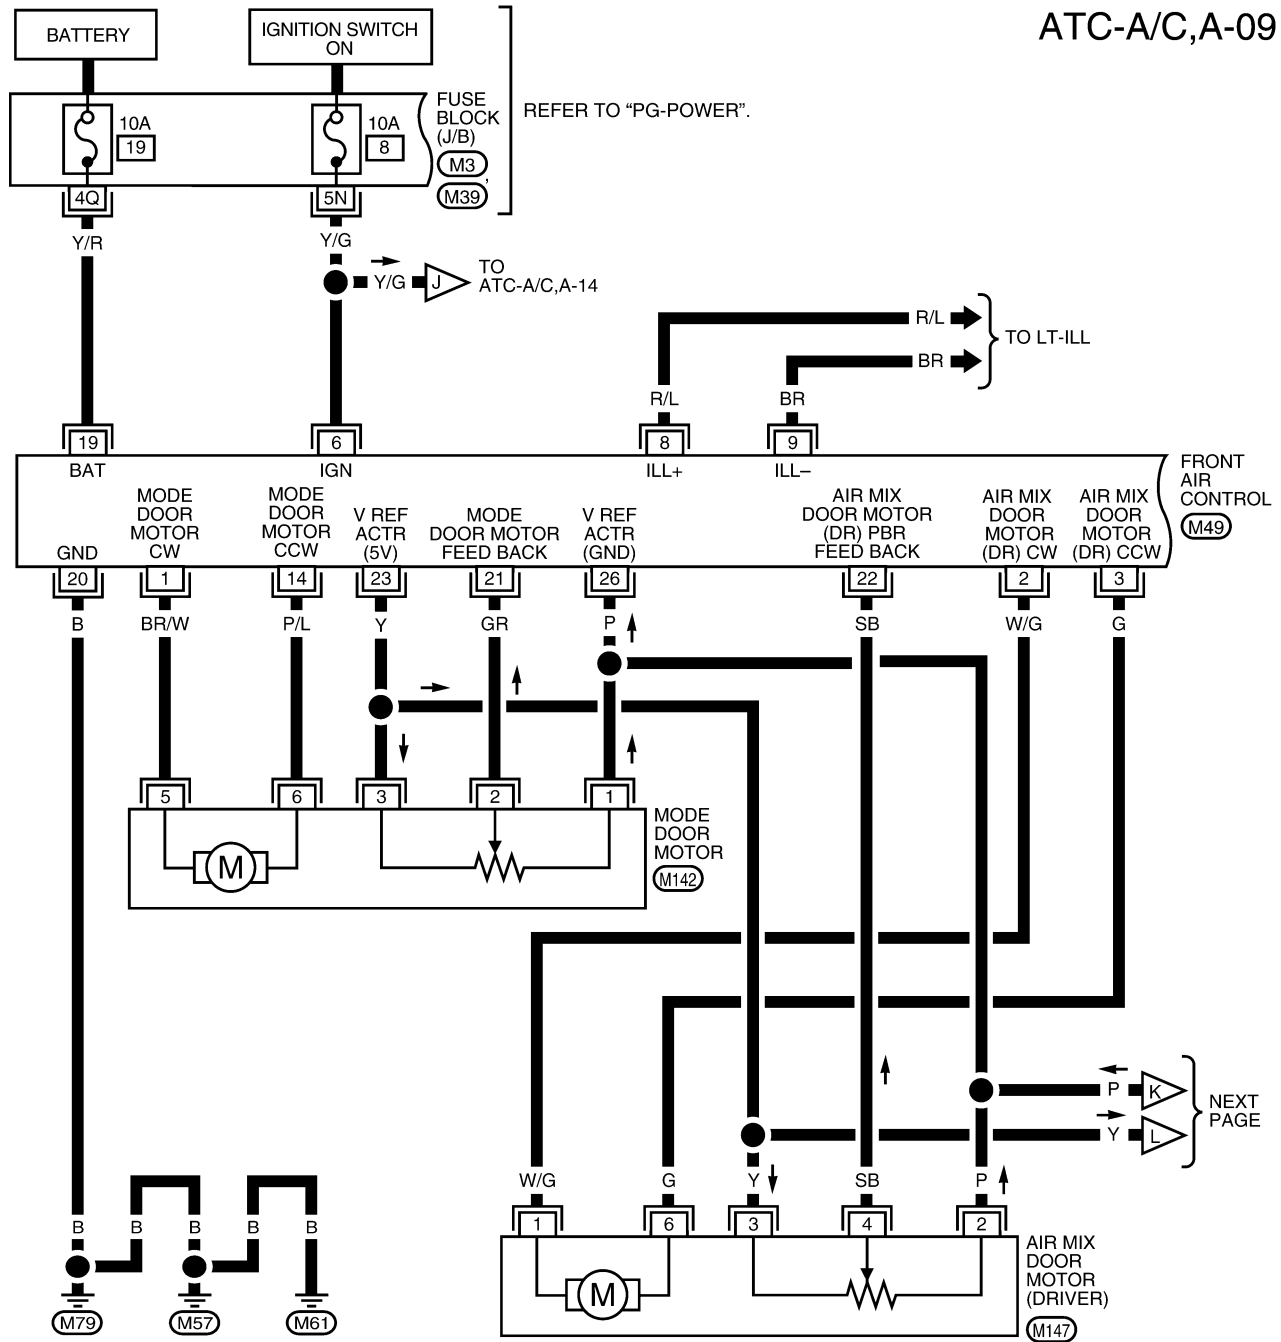 ATC-A/C,A-09
BATTERY
IGNITION SWITCH
ON
10A
19
10A
8
FUSE
BLOCK
(J/B)
M3
,
M39
REFER TO “PG-POWER”.
4Q
5N
Y/R
Y/G
Y/G
J
TO
ATC-A/C,A-14
R/L
BR
TO LT-ILL
R/L
BR
19
6
8
9
BAT
IGN
ILL+
ILL–
FRONT
AIR
CONTROL
M49
GND
MODE
DOOR
MOTOR
CW
MODE
DOOR
MOTOR
CCW
V REF
ACTR
(5V)
MODE
DOOR MOTOR
FEED BACK
V REF
ACTR
(GND)
AIR MIX
DOOR MOTOR
(DR) PBR
FEED BACK
AIR MIX
DOOR
MOTOR
(DR) CW
AIR MIX
DOOR
MOTOR
(DR) CCW
20
1
14
23
21
26
22
2
3
B
BR/W
P/L
Y
GR
P
SB
W/G
G
5
6
3
2
1
M
MODE
DOOR
MOTOR
M142
P
K
Y
L
NEXT
PAGE
W/G
G
Y
SB
P
1
6
3
4
2
M
AIR MIX
DOOR
MOTOR
(DRIVER)
M147
B
B
B
B
B
M79
M57
M61